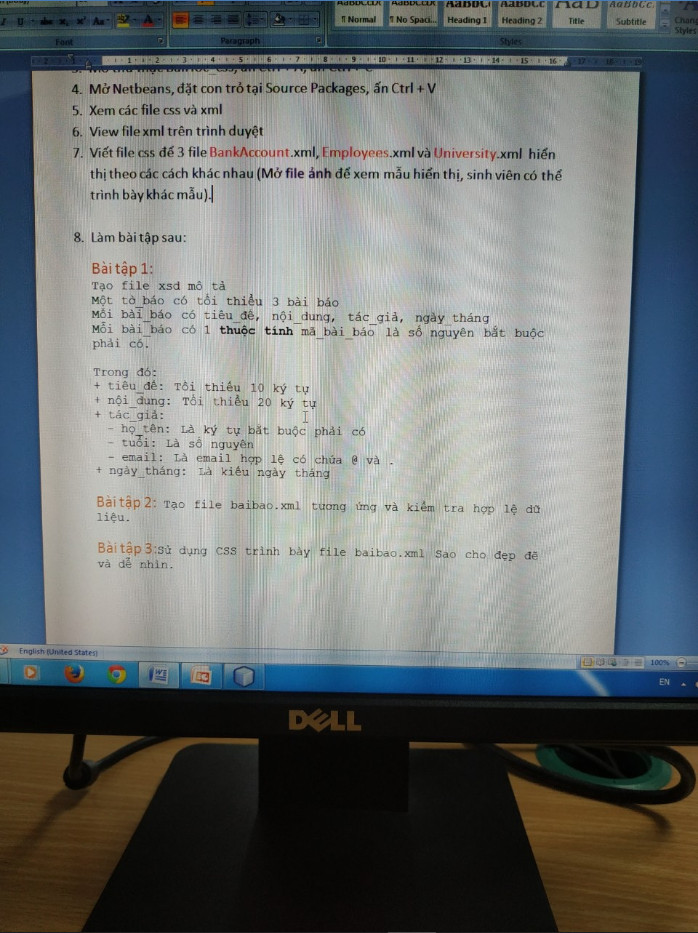 AaBbCc.
¶ Normal
¶ No Spaci...
Heading 1
Heading 2
Title
Subtitle
Font
Paragraph
Styles
4. Mở Netbeans, đặt con trỏ tại Source Packages, ấn Ctrl + V
5. Xem các file css và xml
6. View file xml trên trình duyệt
7. Viết file css để 3 file BankAccount.xml, Employees.xml và University.xml hiển
thị theo các cách khác nhau (Mở file ảnh để xem mẫu hiển thị, sinh viên có thể
trình bày khác mẫu).
8. Làm bài tập sau:
Bài tập 1:
Tạo file xsd mô tả
Một tờ_báo có tối thiểu 3 bài báo
Mỗi bài_báo có tiêu_đề, nội_dung, tác_giả, ngày_tháng
Mỗi bài_báo có 1 thuộc tính mã_bài_báo là số nguyên bắt buộc
phải có.
Trong đó:
+ tiêu_đề: Tối thiểu 10 ký tự
+ nội_dung: Tối thiểu 20 ký tự
+ tác_giả:
- họ_tên: Là ký tự bắt buộc phải có
- tuổi: Là số nguyên
- email: Là email hợp lệ có chứa @ và .
+ ngày_tháng: Là kiểu ngày tháng
Bài tập 2: Tạo file baibao.xml tương ứng và kiểm tra hợp lệ dữ
liệu.
Bài tập 3:Sử dụng CSS trình bày file baibao.xml Sao cho đẹp đẽ
và dễ nhìn.
English (United States)
100%
EN
DELL